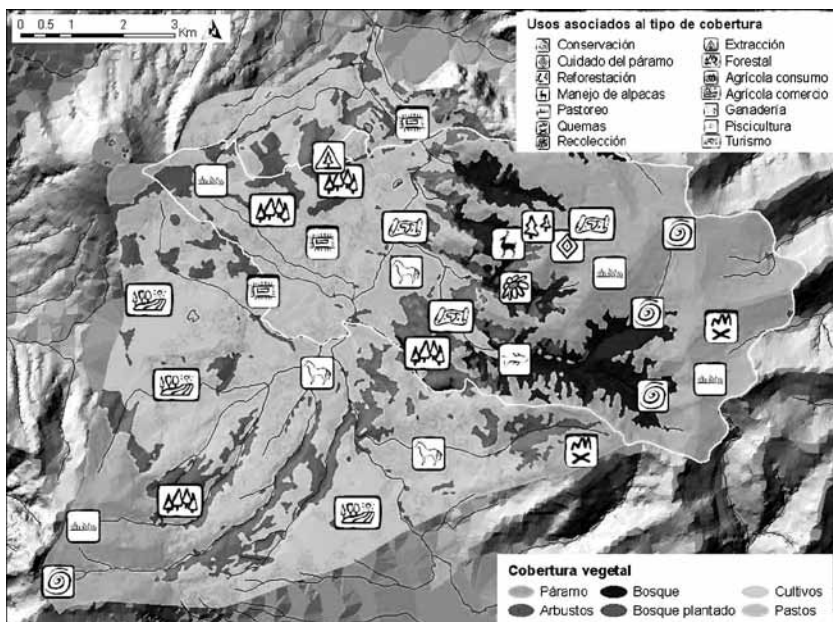 0 0.5 1 2 3
Km
Usos asociados al tipo de cobertura
Conservación
Cuidado del páramo
Reforestación
Manejo de alpacas
Pastoreo
Quemas
Recolección
Extracción
Forestal
Agrícola consumo
Agrícola comercio
Ganadería
Piscicultura
Turismo
Cobertura vegetal
Páramo
Arbustos
Bosque
Bosque plantado
Cultivos
Pastos